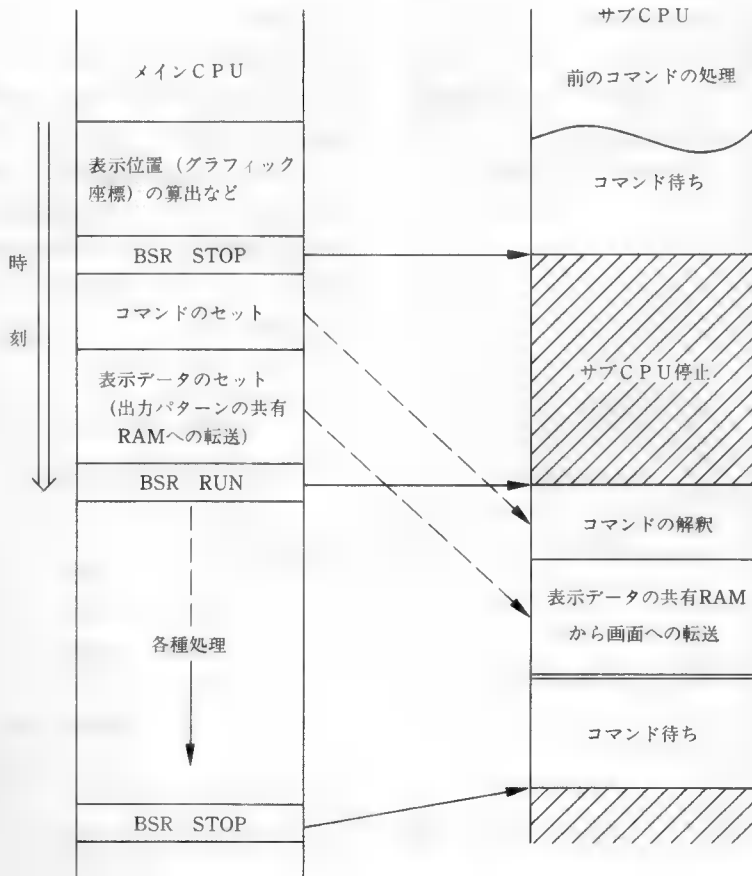 メインCPU
表示位置(グラフィック
座標)の算出など
BSR STOP
コマンドのセット
表示データのセット
(出力パターンの共有
RAMへの転送)
BSR RUN
各種処理
BSR STOP
時
刻
サブCPU
前のコマンドの処理
コマンド待ち
サブCPU停止
コマンドの解釈
表示データの共有RAM
から画面への転送
コマンド待ち